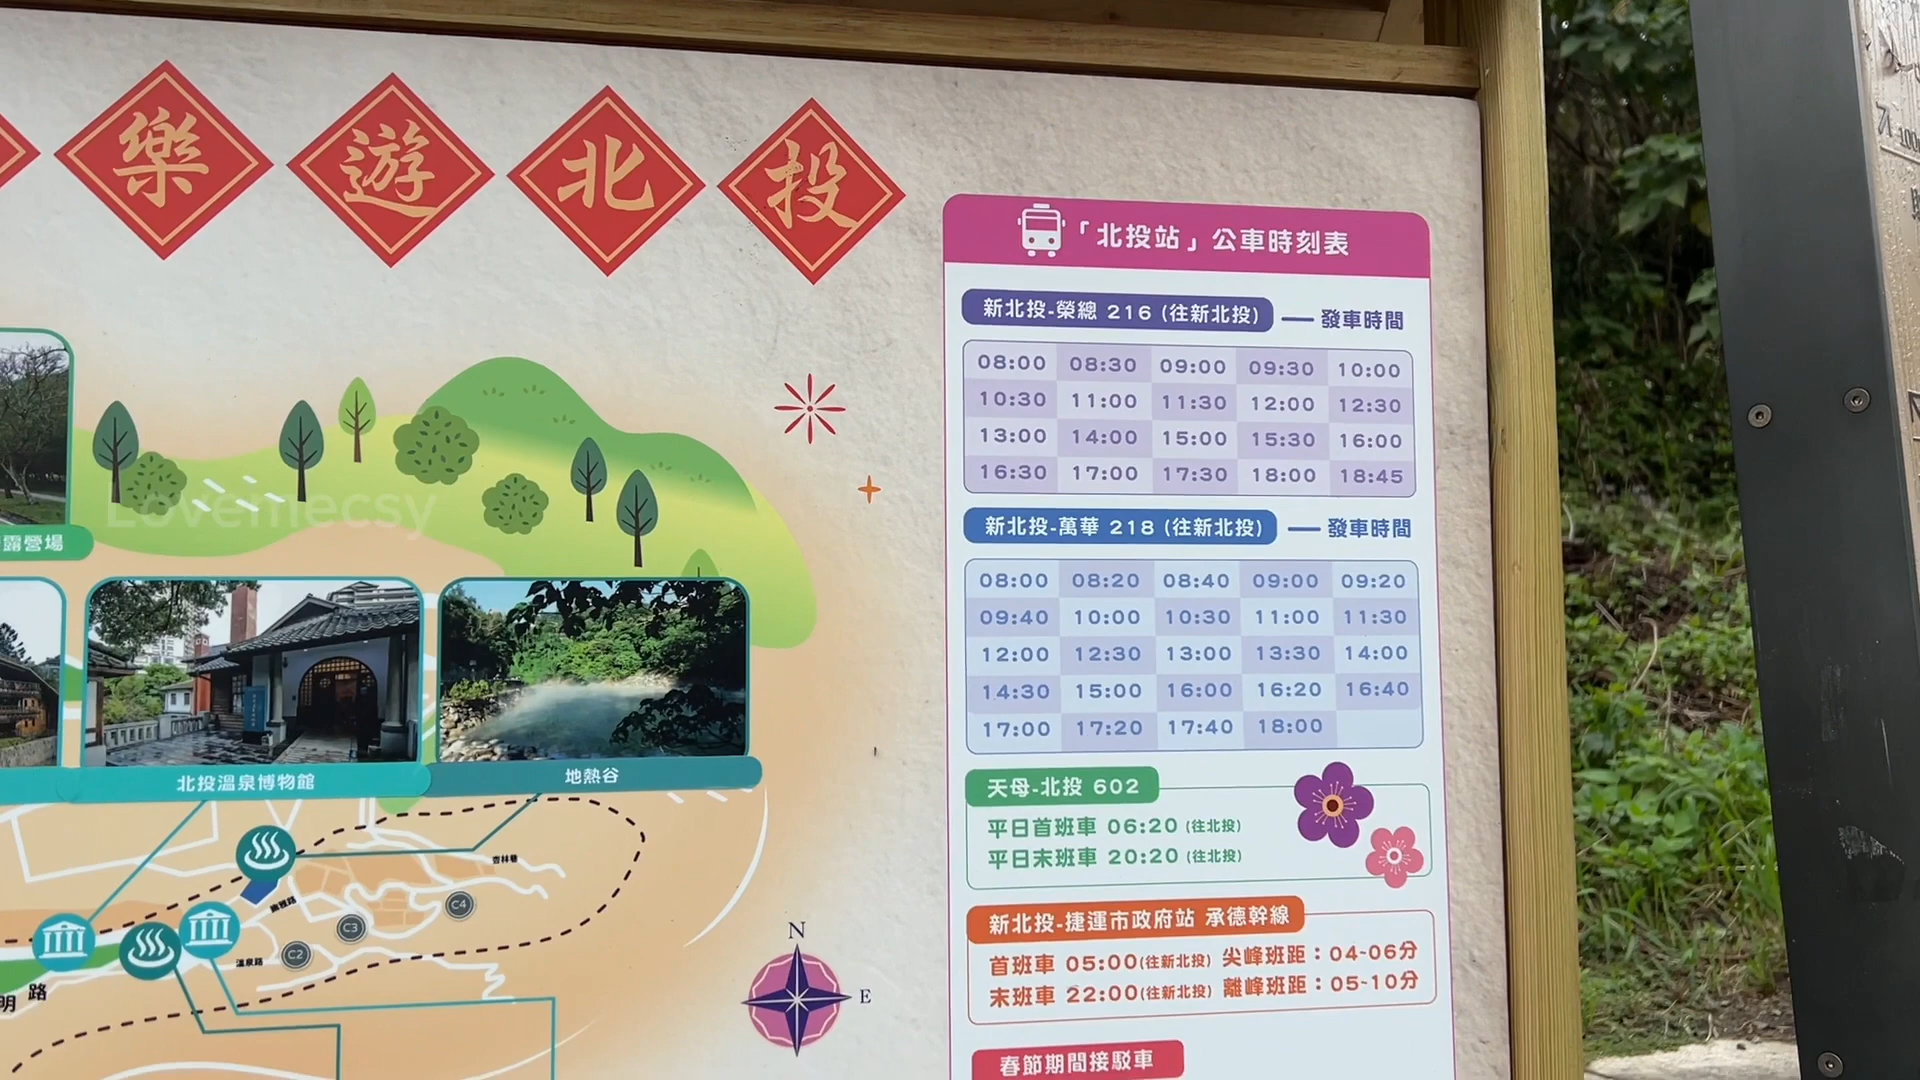 樂遊北投
「北投站」公車時刻表
新北投-榮總 216 (往新北投) — 發車時間
08:00 08:30 09:00 09:30 10:00
10:30 11:00 11:30 12:00 12:30
13:00 14:00 15:00 15:30 16:00
16:30 17:00 17:30 18:00 18:45
新北投-萬華 218 (往新北投) — 發車時間
08:00 08:20 08:40 09:00 09:20
09:40 10:00 10:30 11:00 11:30
12:00 12:30 13:00 13:30 14:00
14:30 15:00 16:00 16:20 16:40
17:00 17:20 17:40 18:00
天母-北投 602
平日首班車 06:20 (往北投)
平日末班車 20:20 (往北投)
新北投-捷運市政府站 承德幹線
首班車 05:00(往新北投) 尖峰班距：04~06分
末班車 22:00(往新北投) 離峰班距：05~10分
春節期間接駁車
Lovemecsy
露營場
北投溫泉博物館
地熱谷
杏林巷
C4
C3
C2
溫泉路
明路
N
E